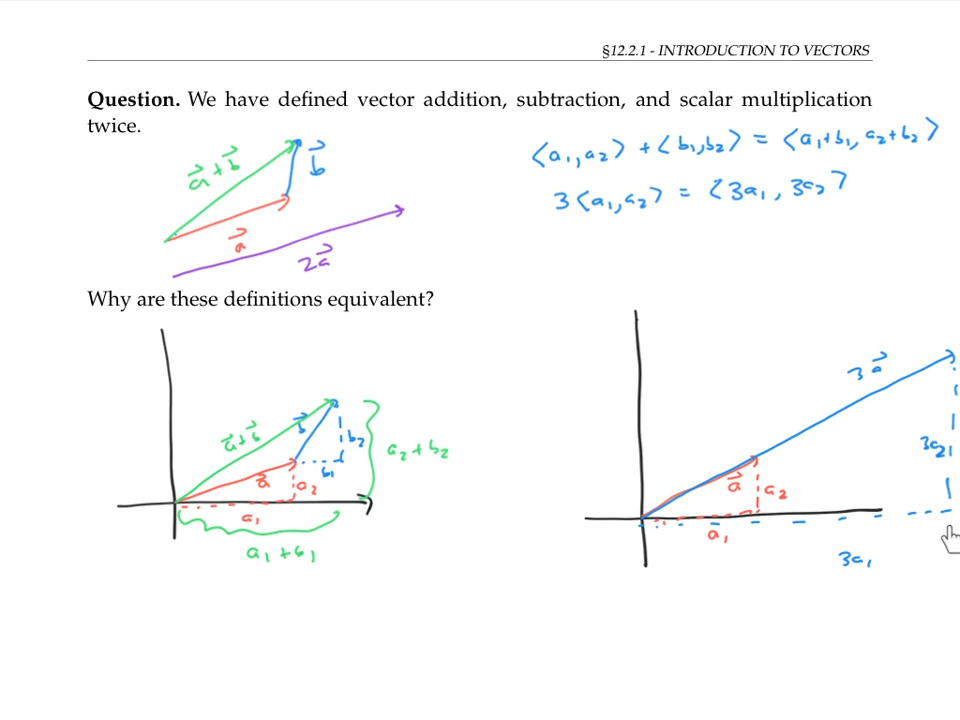 §12.2.1 - INTRODUCTION TO VECTORS
Question. We have defined vector addition, subtraction, and scalar multiplication
twice.
⟨a₁,a₂⟩ + ⟨b₁,b₂⟩ = ⟨a₁+b₁, a₂+b₂⟩
3⟨a₁,a₂⟩ = ⟨3a₁, 3a₂⟩
a⃗ + b⃗
b⃗
a⃗
2a⃗
Why are these definitions equivalent?
a⃗+b⃗
b⃗
b₂
a₂+b₂
a⃗
a₂
b₁
a₁
a₁+b₁
3a⃗
3a₂
a⃗
a₂
a₁
3a₁